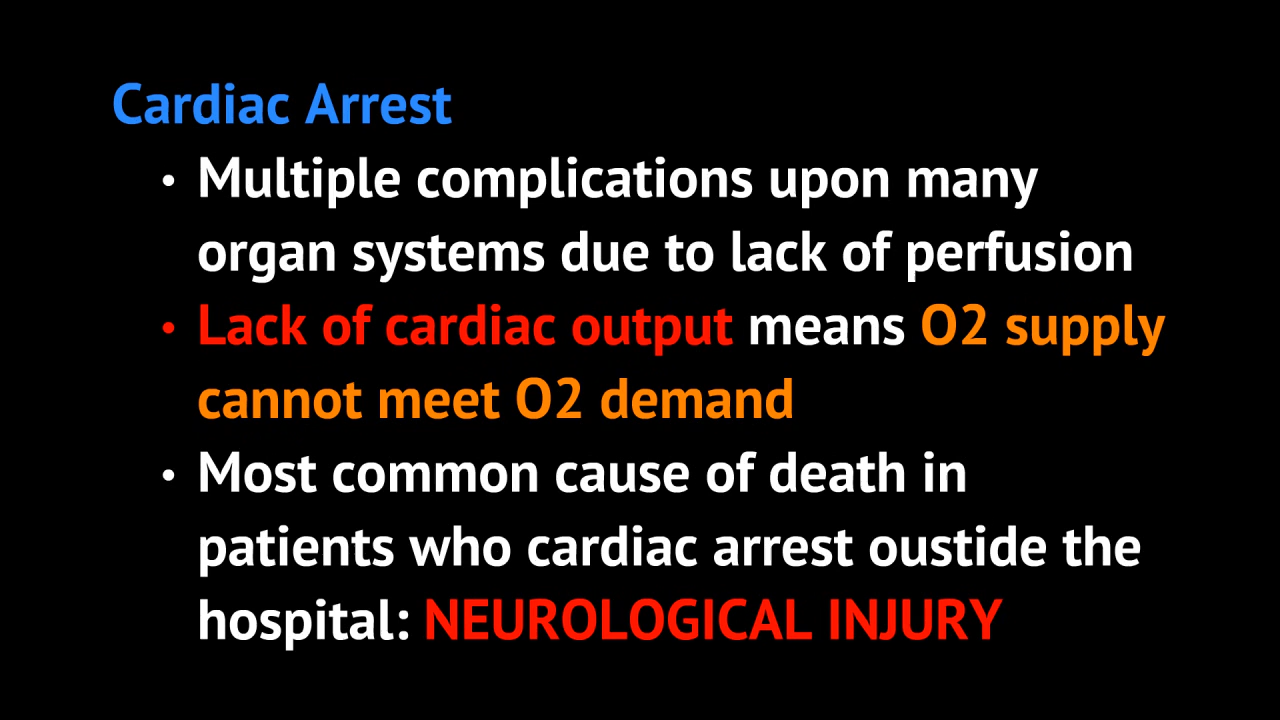 Cardiac Arrest
• Multiple complications upon many
organ systems due to lack of perfusion
• Lack of cardiac output means O2 supply
cannot meet O2 demand
• Most common cause of death in
patients who cardiac arrest oustide the
hospital: NEUROLOGICAL INJURY